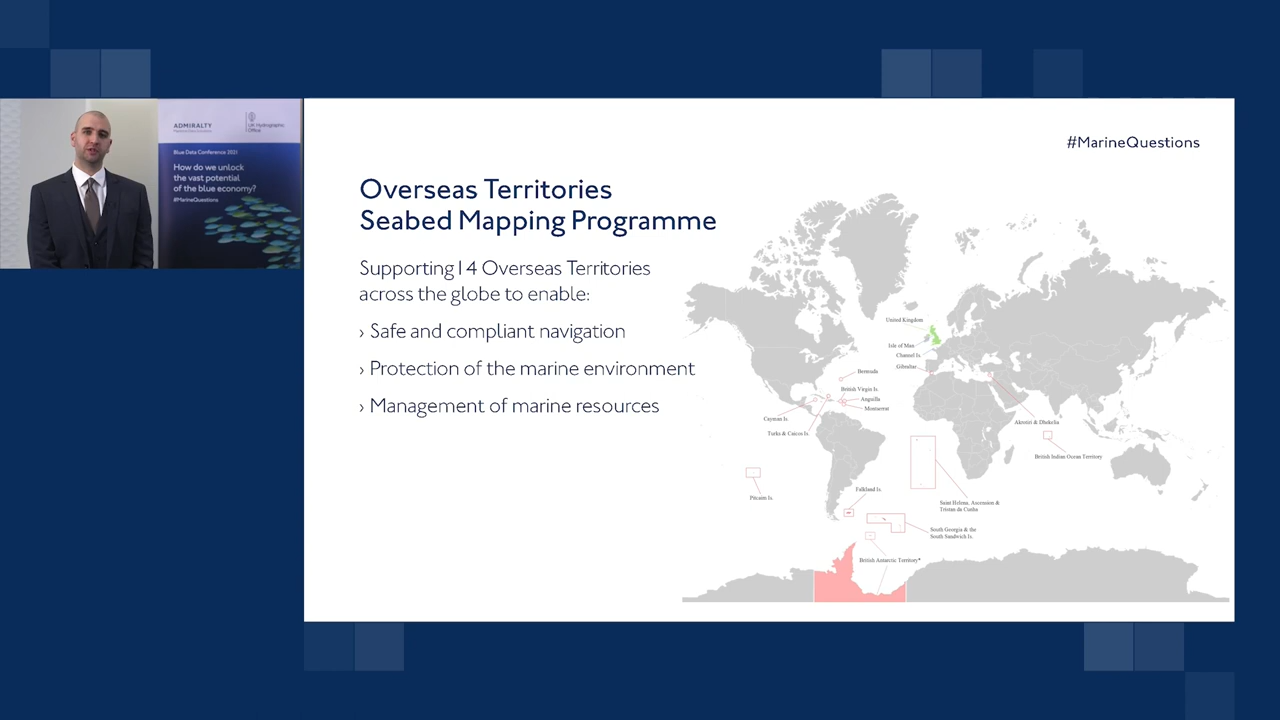 ADMIRALTY
UK Hydrographic
Office
Blue Data Conference 2021
How do we unlock
the vast potential
of the blue economy?
#MarineQuestions
#MarineQuestions
Overseas Territories
Seabed Mapping Programme
Supporting 14 Overseas Territories
across the globe to enable:
› Safe and compliant navigation
› Protection of the marine environment
› Management of marine resources
United Kingdom
Isle of Man
Channel Is.
Gibraltar
Bermuda
British Virgin Is.
Anguilla
Montserrat
Cayman Is.
Turks & Caicos Is.
Akrotiri & Dhekelia
British Indian Ocean Territory
Pitcairn Is.
Falkland Is.
Saint Helena, Ascension &
Tristan da Cunha
South Georgia & the
South Sandwich Is.
British Antarctic Territory*